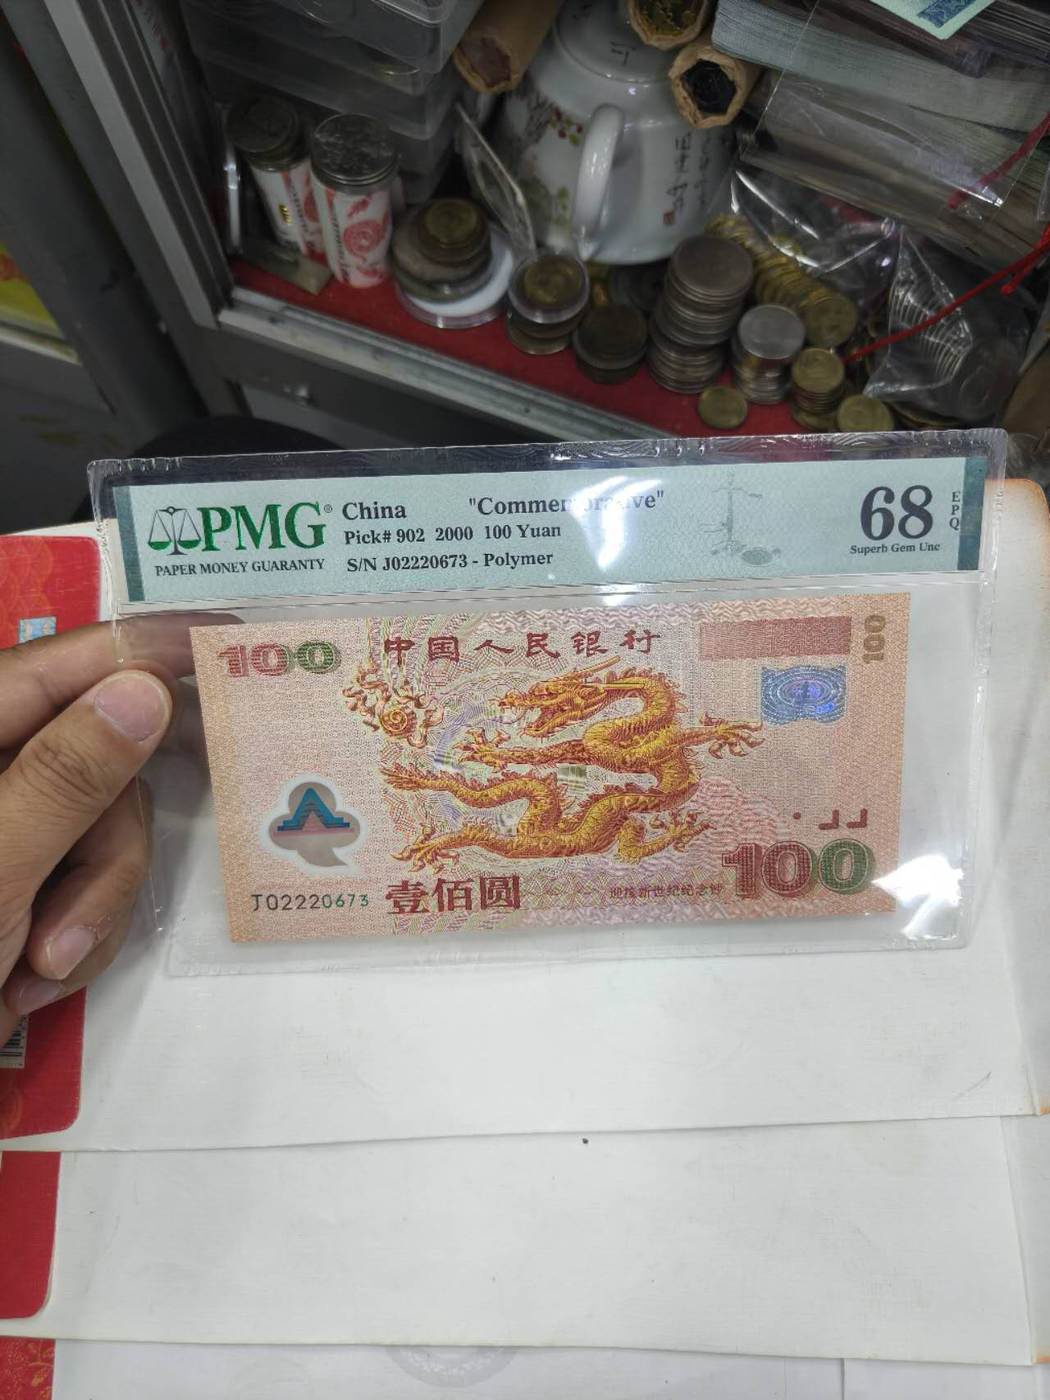 PMG®
PAPER MONEY GUARANTY
China "Commemorative"
Pick# 902 2000 100 Yuan
S/N J02220673 - Polymer
68
EPQ
Superb Gem Unc
100
中国人民银行
100
J02220673
壹佰圆
迎接新世纪纪念钞
100